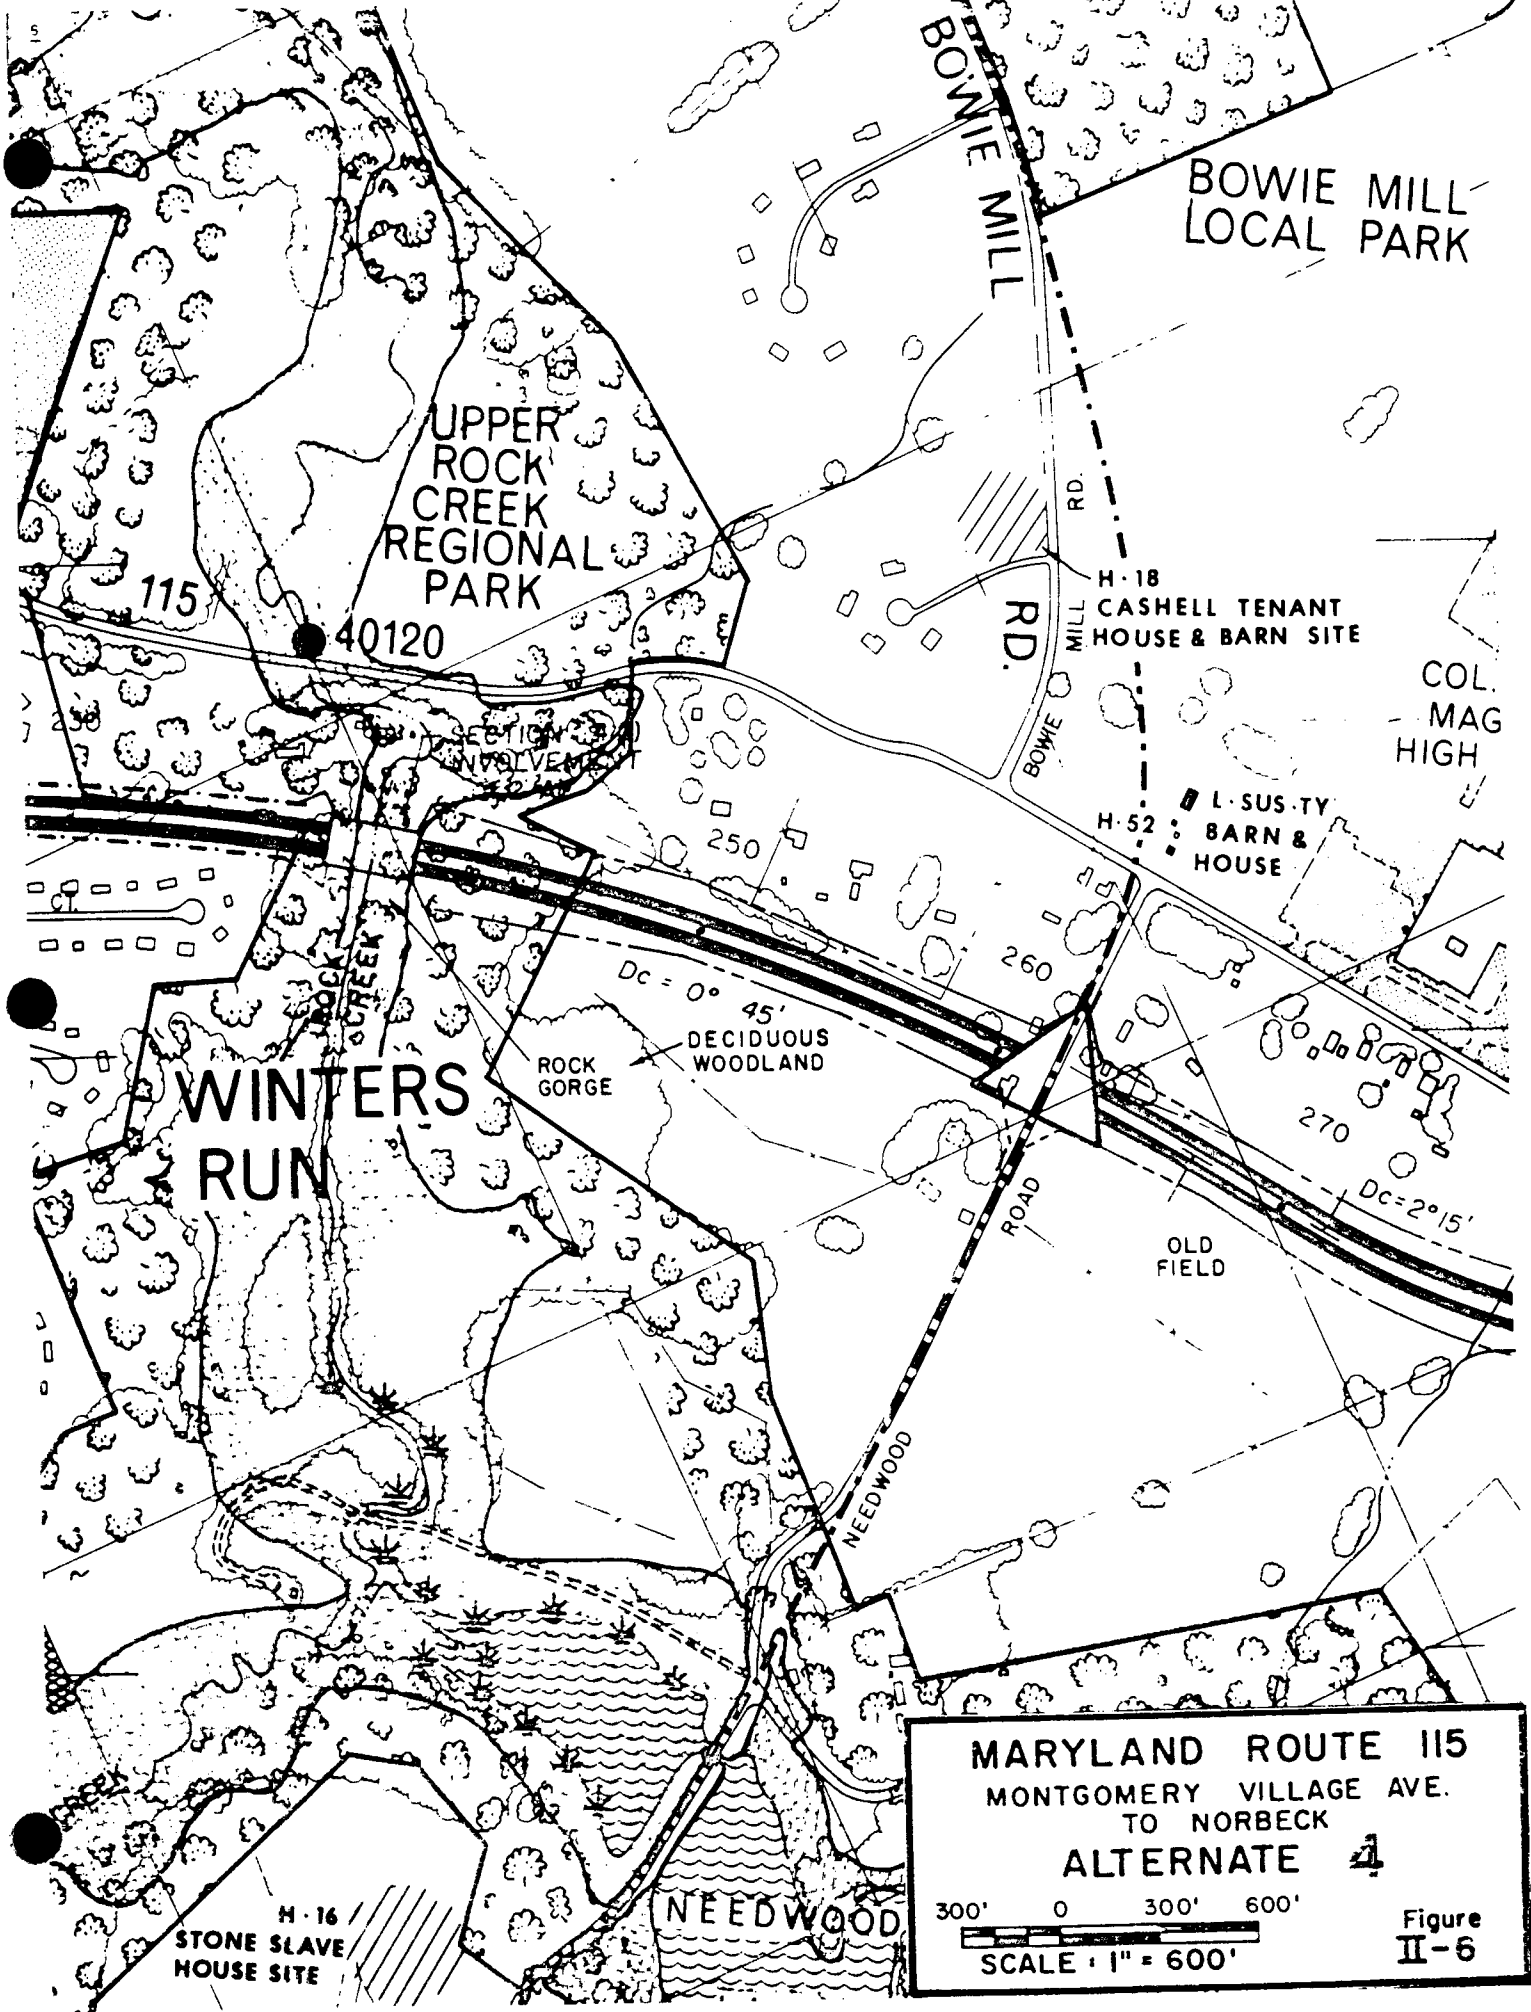 BOWIE MILL
BOWIE MILL
LOCAL PARK
UPPER
ROCK
CREEK
REGIONAL
PARK
115
40120
RD.
RD.
MILL
BOWIE
H-18
CASHELL TENANT
HOUSE & BARN SITE
COL.
MAG
HIGH
230
SECTION
INVOLVEMENT
L-SUS-TY
BARN &
HOUSE
H-52
250
CT.
260
ROCK
CREEK
Dc = 0° 45'
DECIDUOUS
WOODLAND
ROCK
GORGE
WINTERS
RUN
270
Dc=2°15'
ROAD
OLD
FIELD
NEEDWOOD
CREEK
H-16
STONE SLAVE
HOUSE SITE
NEEDWOOD
MARYLAND ROUTE 115
MONTGOMERY VILLAGE AVE.
TO NORBECK
ALTERNATE 4
300' 0 300' 600'
SCALE : 1" = 600'
Figure
II-6